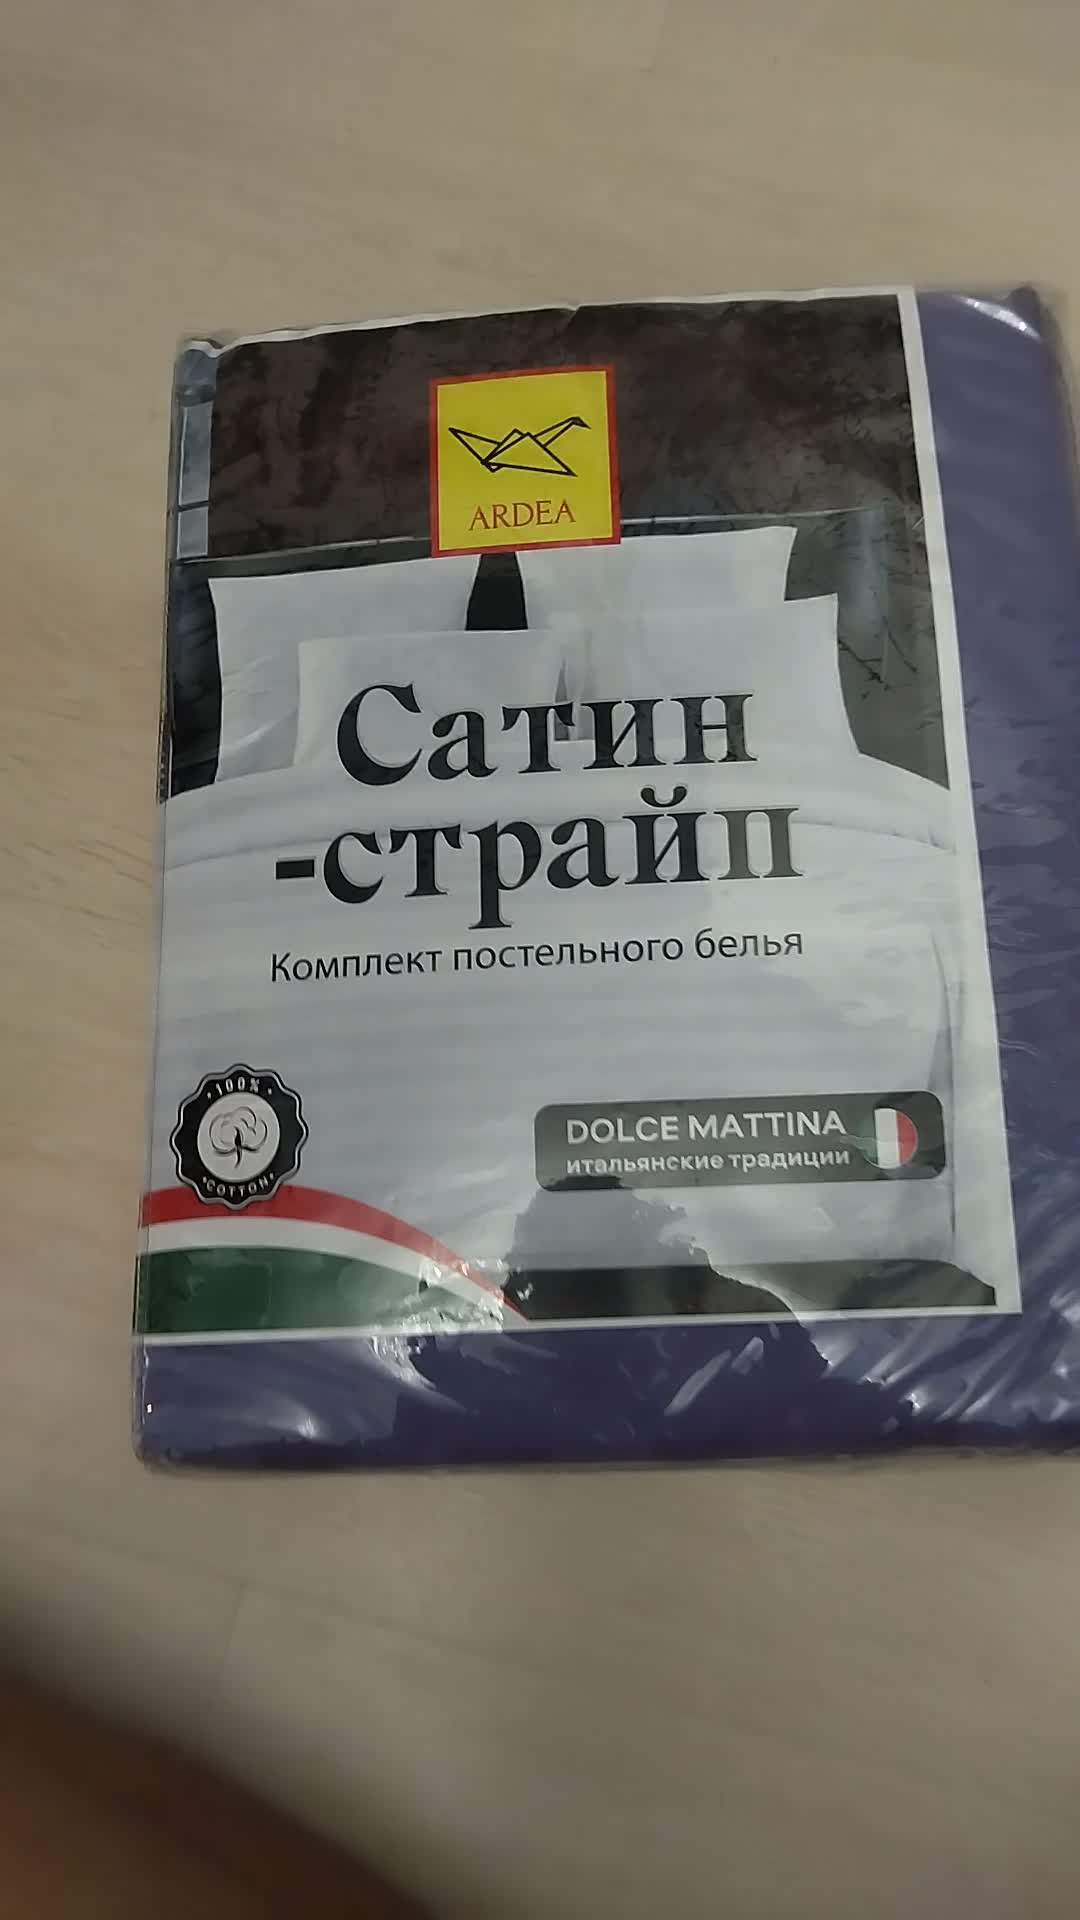 ARDEA
Сатин
-страйп
Комплект постельного белья
100%
COTTON
DOLCE MATTINA
итальянские традиции